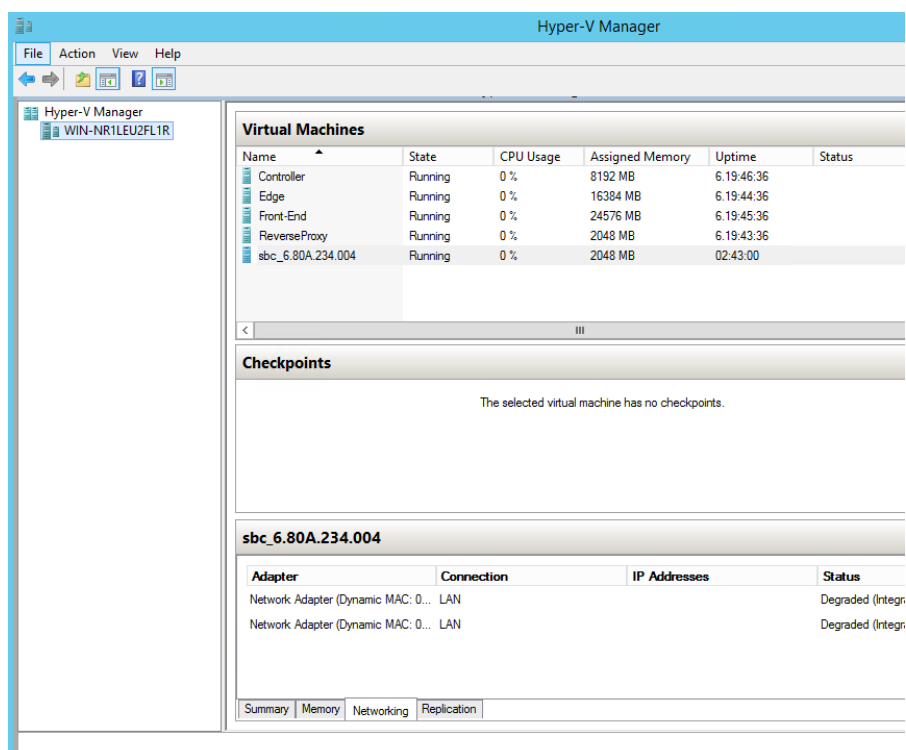 Hyper-V Manager
File Action View Help
Hyper-V Manager
WIN-NR1LEU2FL1R
Virtual Machines
Name State CPU Usage Assigned Memory Uptime Status
Controller Running 0 % 8192 MB 6.19:46:36
Edge Running 0 % 16384 MB 6.19:44:36
Front-End Running 0 % 24576 MB 6.19:45:36
ReverseProxy Running 0 % 2048 MB 6.19:43:36
sbc_6.80A.234.004 Running 0 % 2048 MB 02:43:00
Checkpoints
The selected virtual machine has no checkpoints.
sbc_6.80A.234.004
Adapter Connection IP Addresses Status
Network Adapter (Dynamic MAC: 0... LAN Degraded (Integra
Network Adapter (Dynamic MAC: 0... LAN Degraded (Integra
Summary Memory Networking Replication